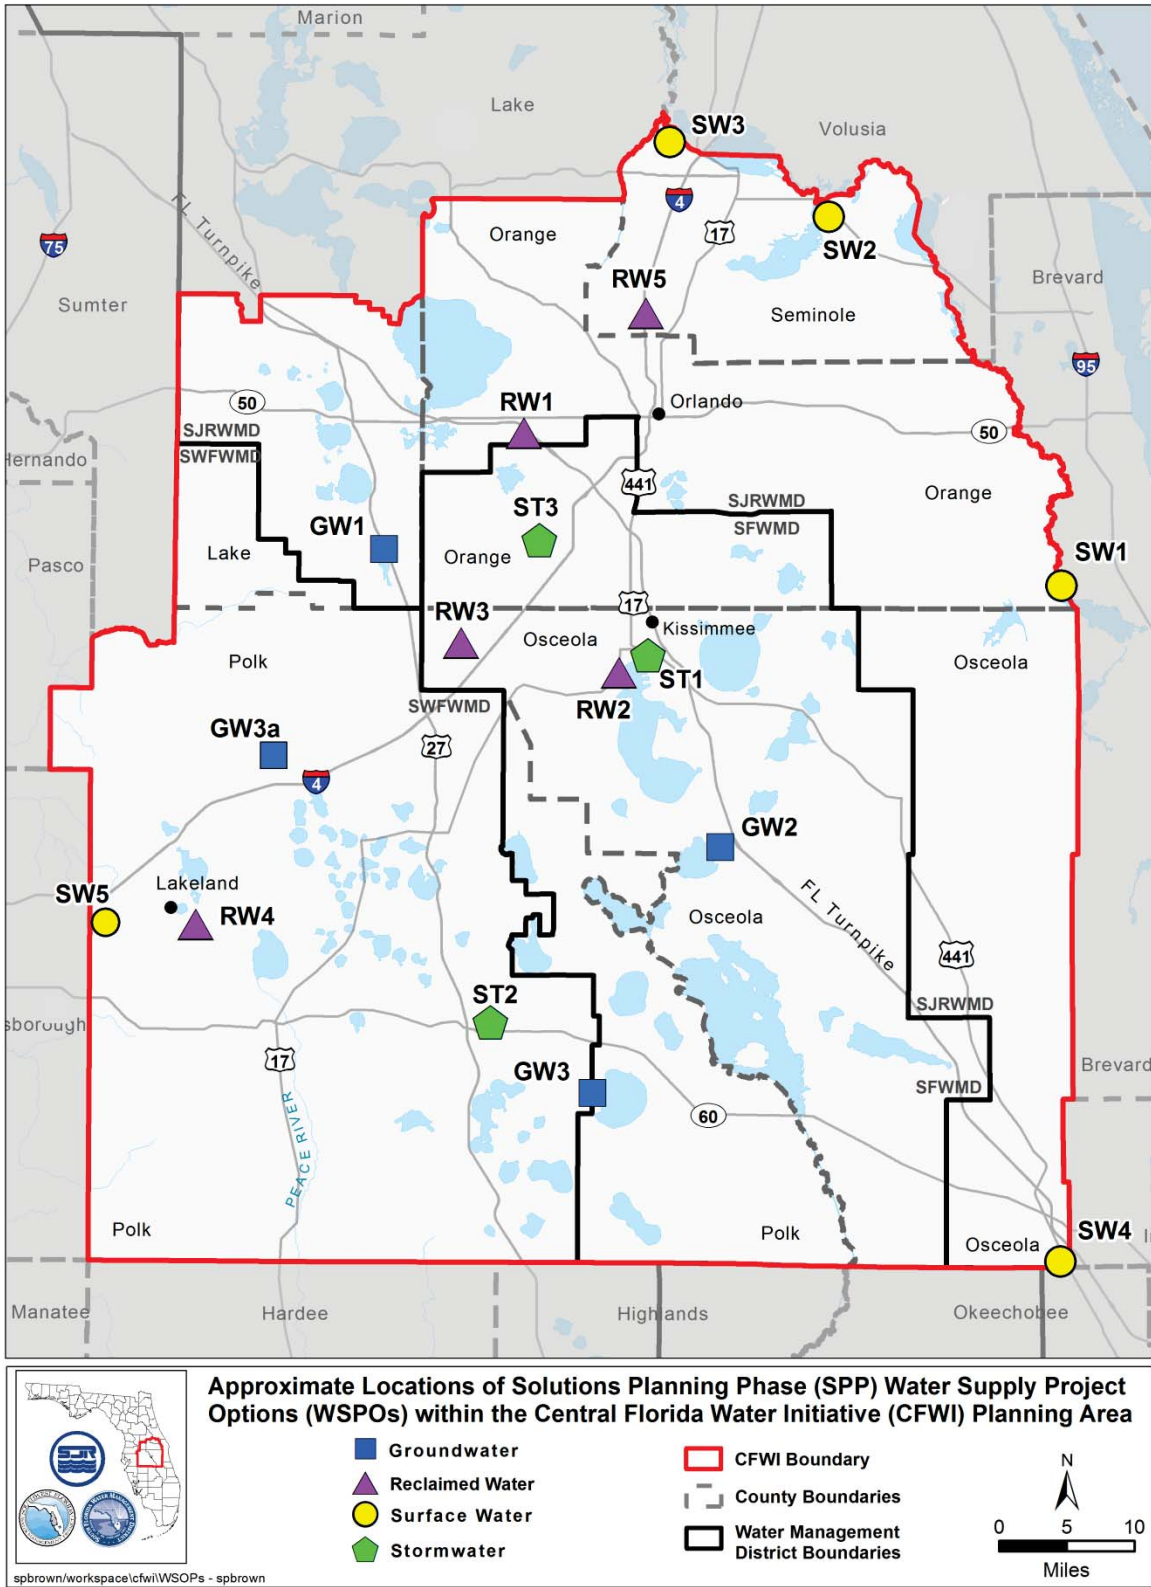 Marion
Lake
SW3
Volusia
4
FL Turnpike
17
SW2
Orange
75
Brevard
RW5
Sumter
Seminole
95
50
RW1
Orlando
SJRWMD
50
SWFWMD
Hernando
441
Orange
SJRWMD
ST3
SFWMD
GW1
Lake
Orange
SW1
Pasco
17
RW3
Kissimmee
Osceola
Osceola
Polk
ST1
SWFWMD
RW2
GW3a
27
4
GW2
Lakeland
SW5
FL Turnpike
RW4
Osceola
441
ST2
SJRWMD
sborough
17
GW3
Brevard
SFWMD
60
PEACE RIVER
Polk
Polk
SW4
Osceola
Manatee
Hardee
Highlands
Okeechobee
Approximate Locations of Solutions Planning Phase (SPP) Water Supply Project
Options (WSPOs) within the Central Florida Water Initiative (CFWI) Planning Area
Groundwater
Reclaimed Water
Surface Water
Stormwater
CFWI Boundary
County Boundaries
Water Management
District Boundaries
N
0 5 10
Miles
SJR
spbrown/workspace\cfwi\WSOPs - spbrown